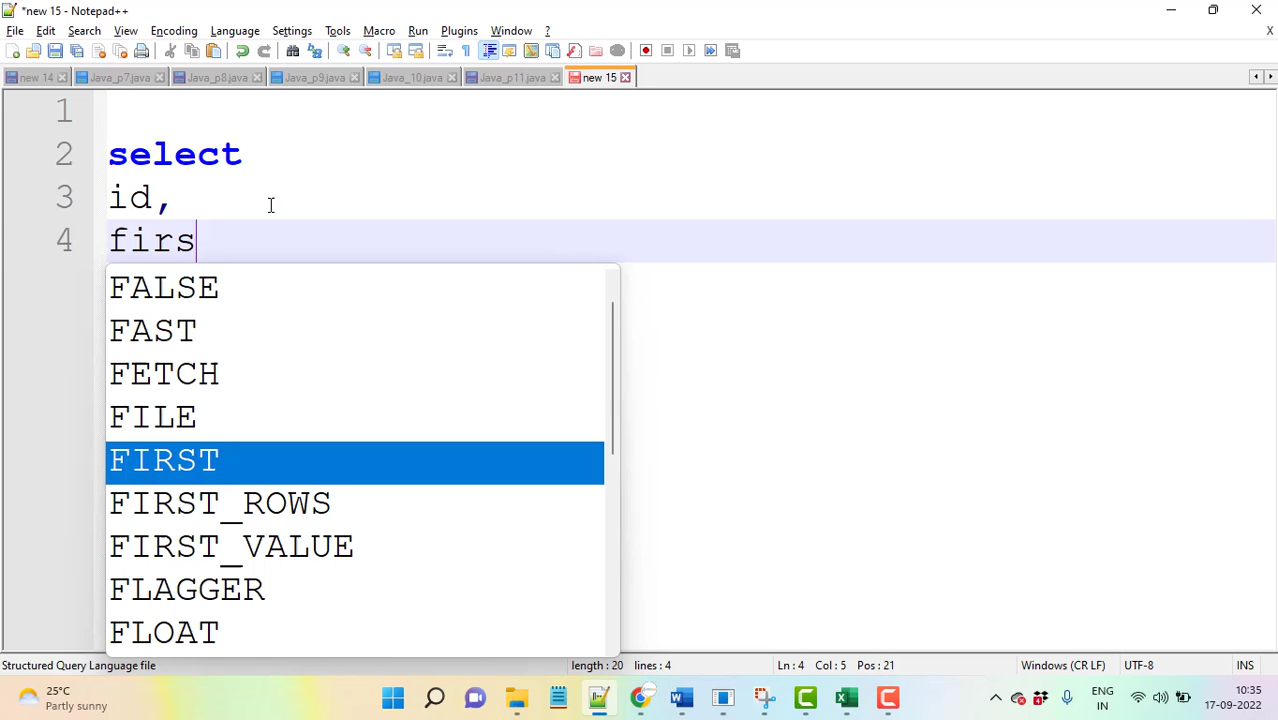 *new 15 - Notepad++
File Edit Search View Encoding Language Settings Tools Macro Run Plugins Window ? X
new 14 Java_p7.java Java_p8.java Java_p9.java Java_10.java Java_p11.java new 15
1
2 select
3 id,
4 firs
FALSE
FAST
FETCH
FILE
FIRST
FIRST_ROWS
FIRST_VALUE
FLAGGER
FLOAT
Structured Query Language file length : 20 lines : 4 Ln : 4 Col : 5 Pos : 21 Windows (CR LF) UTF-8 INS
25°C
Partly sunny
ENG
IN
10:35
17-09-2022